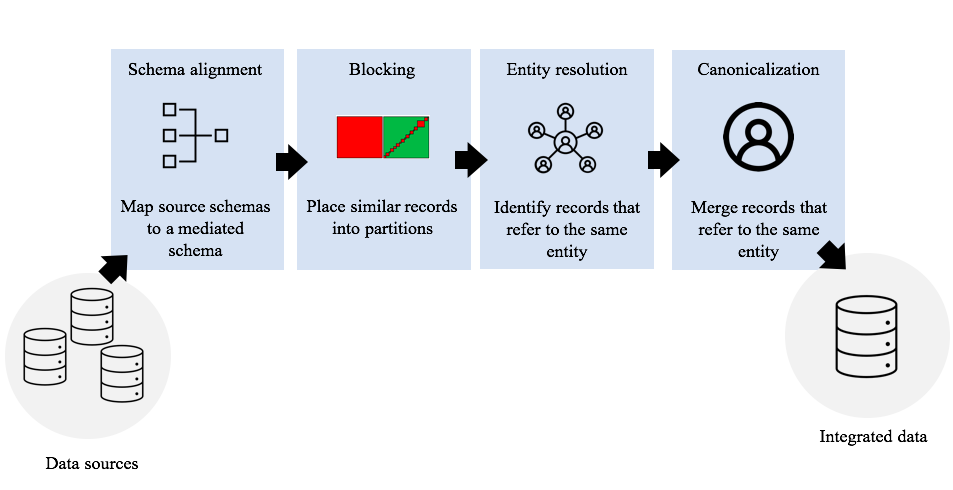 Schema alignment
Blocking
Entity resolution
Canonicalization
Map source schemas
to a mediated
schema
Place similar records
into partitions
Identify records that
refer to the same
entity
Merge records that
refer to the same
entity
Data sources
Integrated data